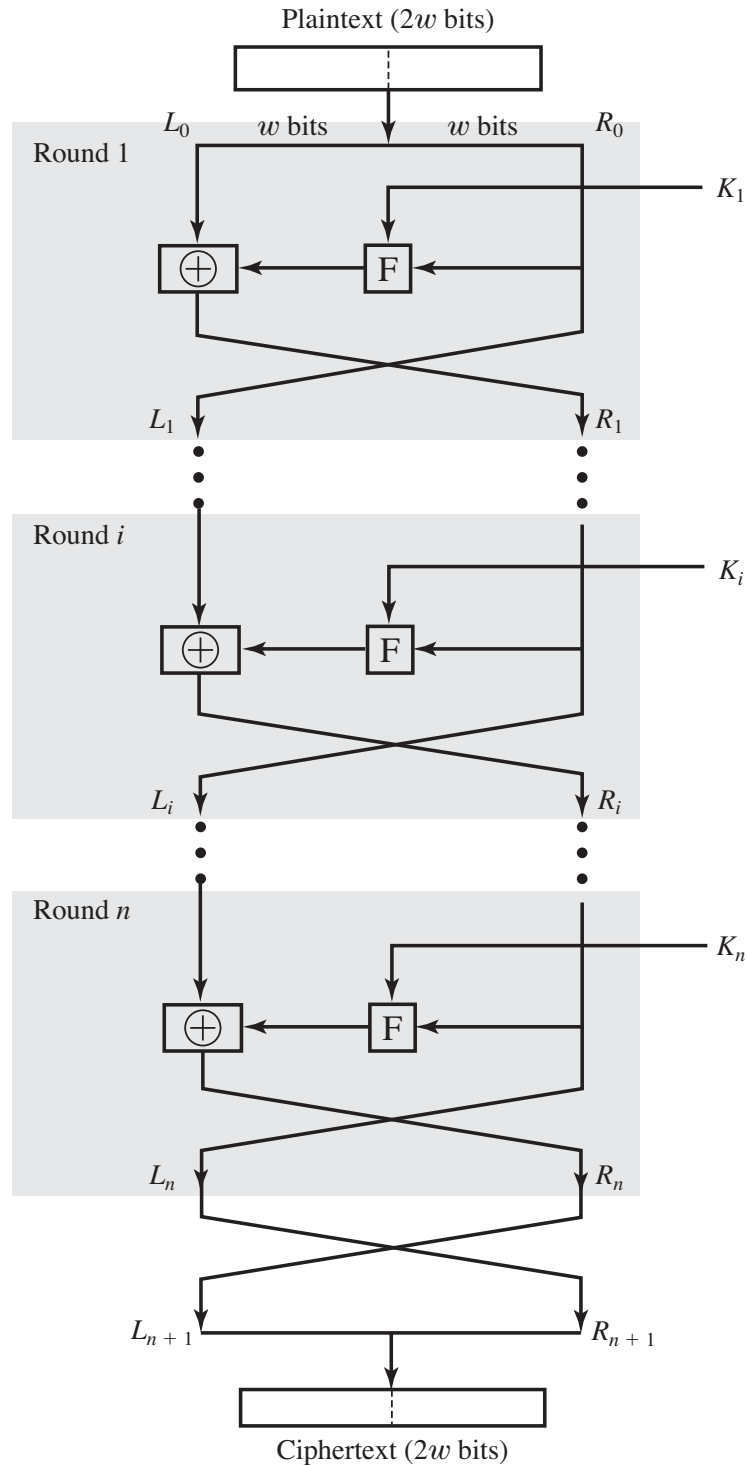 Plaintext (2w bits)
L₀ w bits w bits R₀
Round 1
K₁
F
L₁ R₁
Round i
Kᵢ
F
Lᵢ Rᵢ
Round n
Kₙ
F
Lₙ Rₙ
Lₙ ₊ ₁ Rₙ ₊ ₁
Ciphertext (2w bits)